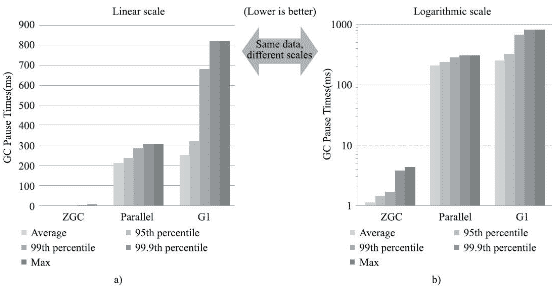 Linear scale
(Lower is better)
Logarithmic scale
a)
900
800
700
600
500
400
300
200
100
0
GC Pause Times(ms)
ZGC
Parallel
G1
Average
95th percentile
99th percentile
99.9th percentile
Max
a)
Same data,
different scales
b)
1000
100
10
1
GC Pause Times(ms)
ZGC
Parallel
G1
Average
95th percentile
99th percentile
99.9th percentile
Max
b)